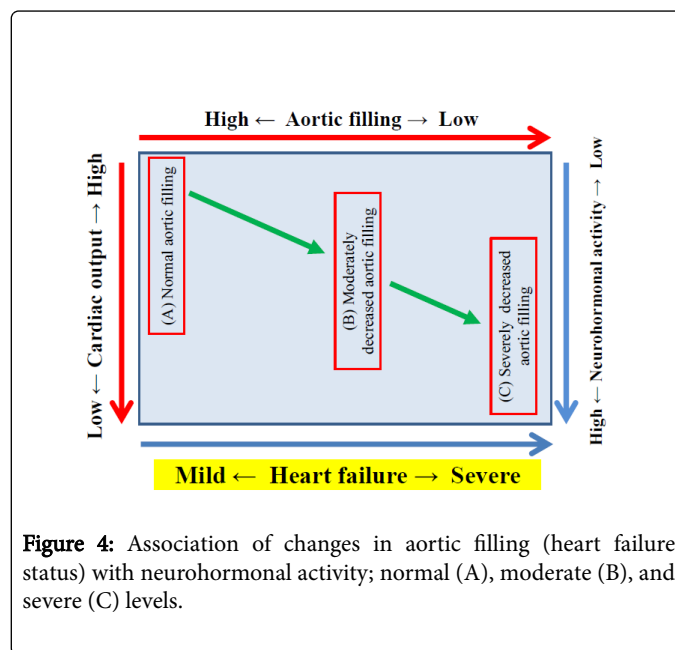 High ← Aortic filling → Low
Low ← Cardiac output → High
(A) Normal aortic filling
(B) Moderately
decreased aortic filling
(C) Severely decreased
aortic filling
High ← Neurohormonal activity → Low
Mild ← Heart failure → Severe
Figure 4: Association of changes in aortic filling (heart failure
status) with neurohormonal activity; normal (A), moderate (B), and
severe (C) levels.